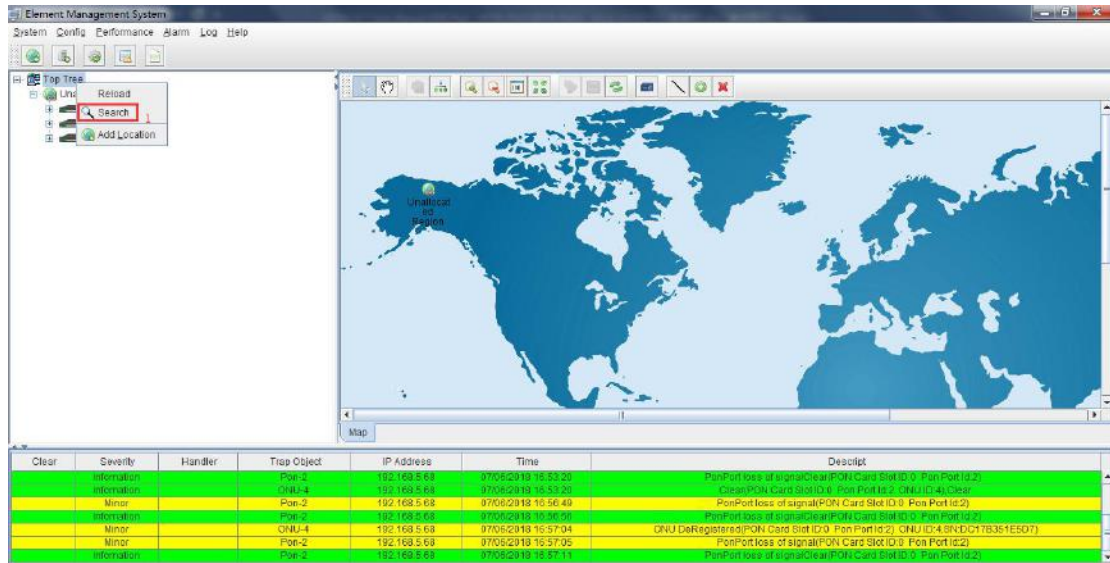 Element Management System
System Config Performance Alarm Log Help
Top Tree
Una
Reload
Search 1
Add Location
Unallocat
ed
Region
Map
Clear Severity Handler Trap Object IP Address Time Descript
Information Pon-2 192.168.5.68 07/06/2018 16:53:20 PonPort loss of signalClear(PON Card Slot ID:0 Pon Port Id:2)
Information ONU-4 192.168.5.68 07/06/2018 16:53:20 Clear(PON Card Slot ID:0 Pon Port Id:2 ONU ID:4),Clear
Minor Pon-2 192.168.5.68 07/06/2018 16:56:49 PonPort loss of signal(PON Card Slot ID:0 Pon Port Id:2)
Information Pon-2 192.168.5.68 07/06/2018 PonPort loss of signalClear(PON Card Slot ID:0 Pon Port Id:2)
Minor ONU-4 192.168.5.68 07/06/2018 16:57:04 ONU DeRegistered(PON Card Slot ID:0 Pon Port Id:2) ONU ID:4,SN:DC17B351E5D7)
Minor Pon-2 192.168.5.68 07/06/2018 16:57:05 PonPort loss of signal(PON Card Slot ID:0 Pon Port Id:2)
Information Pon-2 192.168.5.68 07/06/2018 16:57:11 PonPort loss of signalClear(PON Card Slot ID:0 Pon Port Id:2)